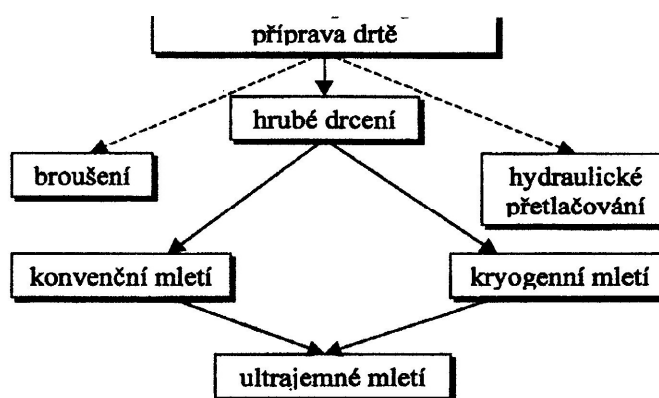 příprava drtě
hrubé drcení
broušení
hydraulické
přetlačování
konvenční mletí
kryogenní mletí
ultrajemné mletí